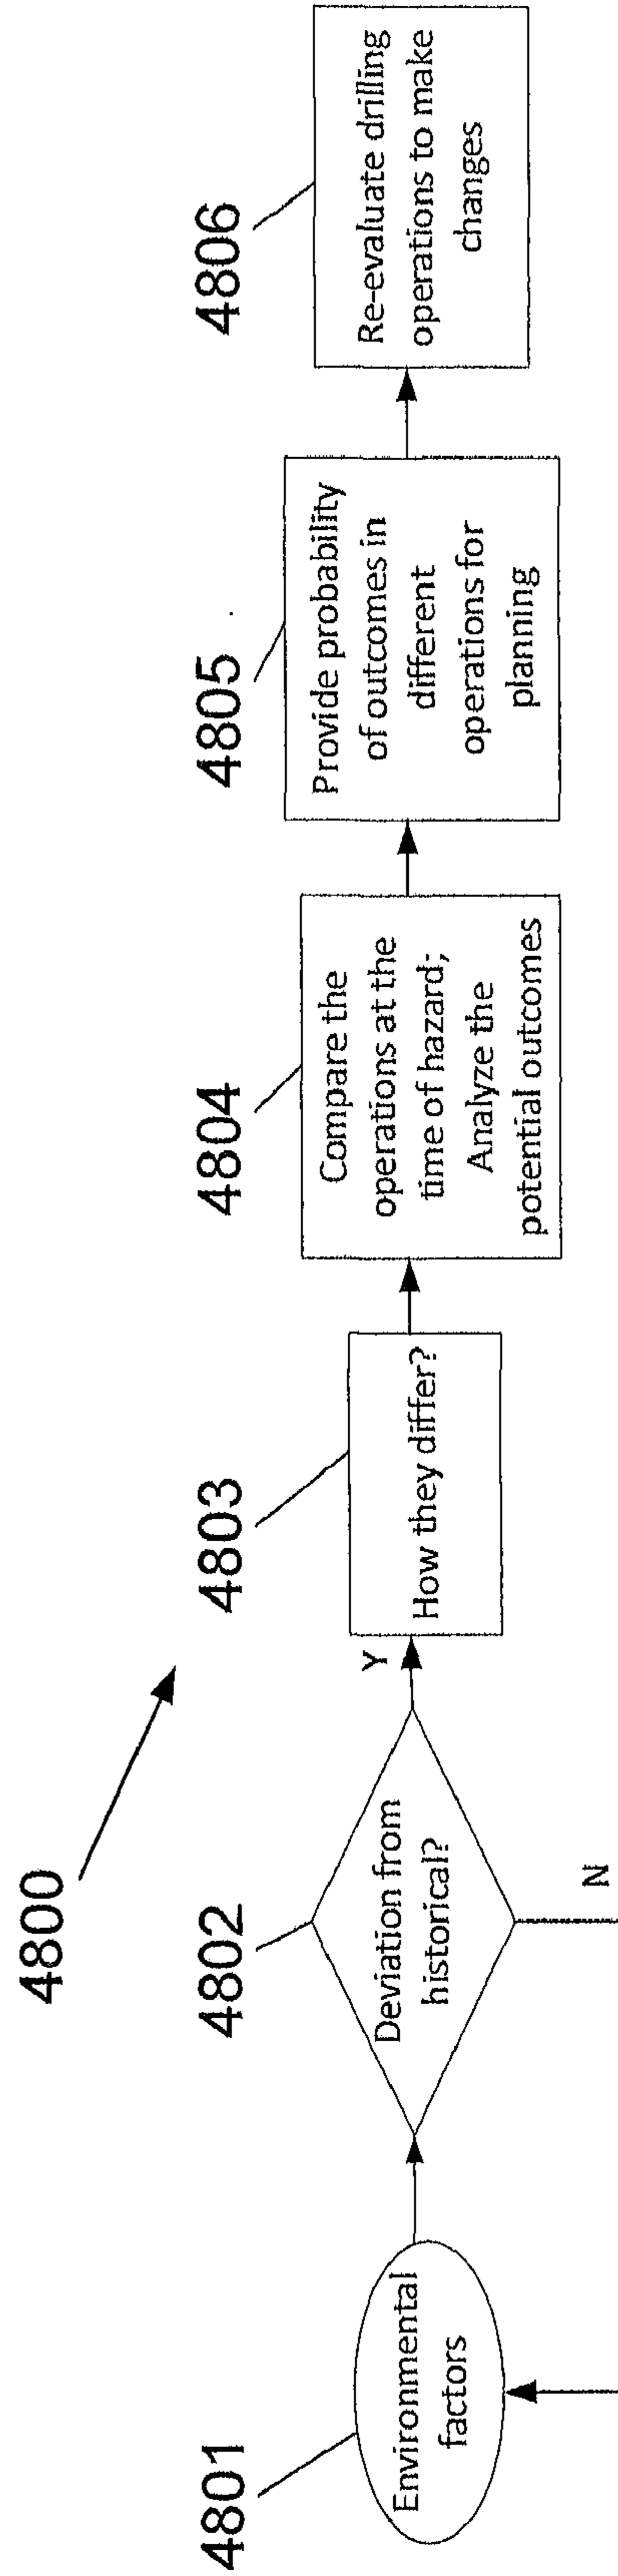 4800
4801
Environmental
factors
4802
Deviation from
historical?
Y
N
4803
How they differ?
4804
Compare the
operations at the
time of hazard;
Analyze the
potential outcomes
4805
Provide probability
of outcomes in
different
operations for
planning
4806
Re-evaluate drilling
operations to make
changes